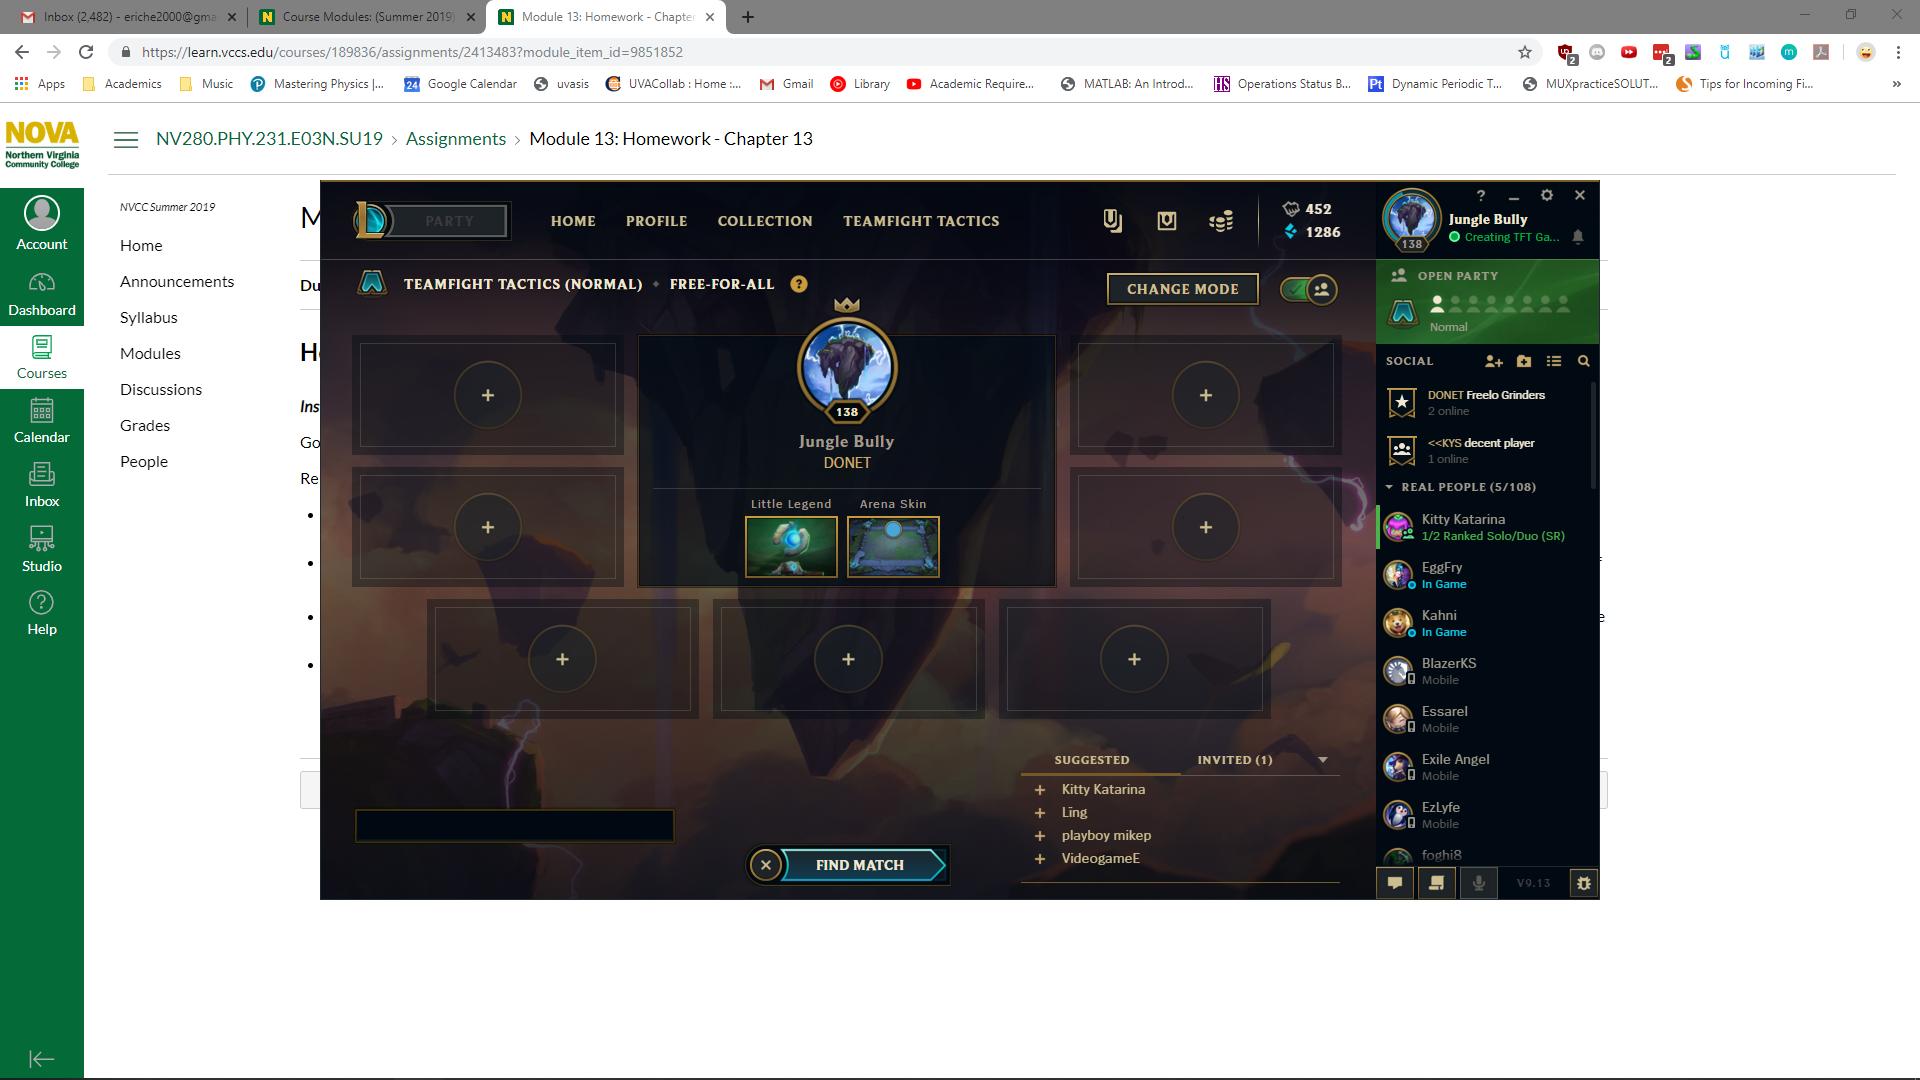 Inbox (2,482) - eriche2000@gma
Course Modules: (Summer 2019)
Module 13: Homework - Chapter
https://learn.vccs.edu/courses/189836/assignments/2413483?module_item_id=9851852
2
2
Apps
Academics
Music
Mastering Physics |...
24
Google Calendar
uvasis
UVACollab : Home :...
Gmail
Library
Academic Require...
MATLAB: An Introd...
HS
Operations Status B...
Pt
Dynamic Periodic T...
MUXpracticeSOLUT...
Tips for Incoming Fi...
»
NOVA
Northern Virginia
Community College
NV280.PHY.231.E03N.SU19 › Assignments › Module 13: Homework - Chapter 13
Account
Dashboard
Courses
Calendar
Inbox
Studio
Help
NVCC Summer 2019
Home
Announcements
Syllabus
Modules
Discussions
Grades
People
M
Du
Ins
Go
Re
PARTY
HOME
PROFILE
COLLECTION
TEAMFIGHT TACTICS
452
1286
TEAMFIGHT TACTICS (NORMAL) • FREE-FOR-ALL ?
CHANGE MODE
138
Jungle Bully
DONET
Little Legend
Arena Skin
SUGGESTED
INVITED (1)
Kitty Katarina
Ling
playboy mikep
VideogameE
FIND MATCH
?
Jungle Bully
138
Creating TFT Ga...
OPEN PARTY
Normal
SOCIAL
DONET Freelo Grinders
2 online
<<KYS decent player
1 online
REAL PEOPLE (5/108)
Kitty Katarina
1/2 Ranked Solo/Duo (SR)
EggFry
In Game
Kahni
In Game
BlazerKS
Mobile
Essarel
Mobile
Exile Angel
Mobile
EzLyfe
Mobile
foghi8
V9.13